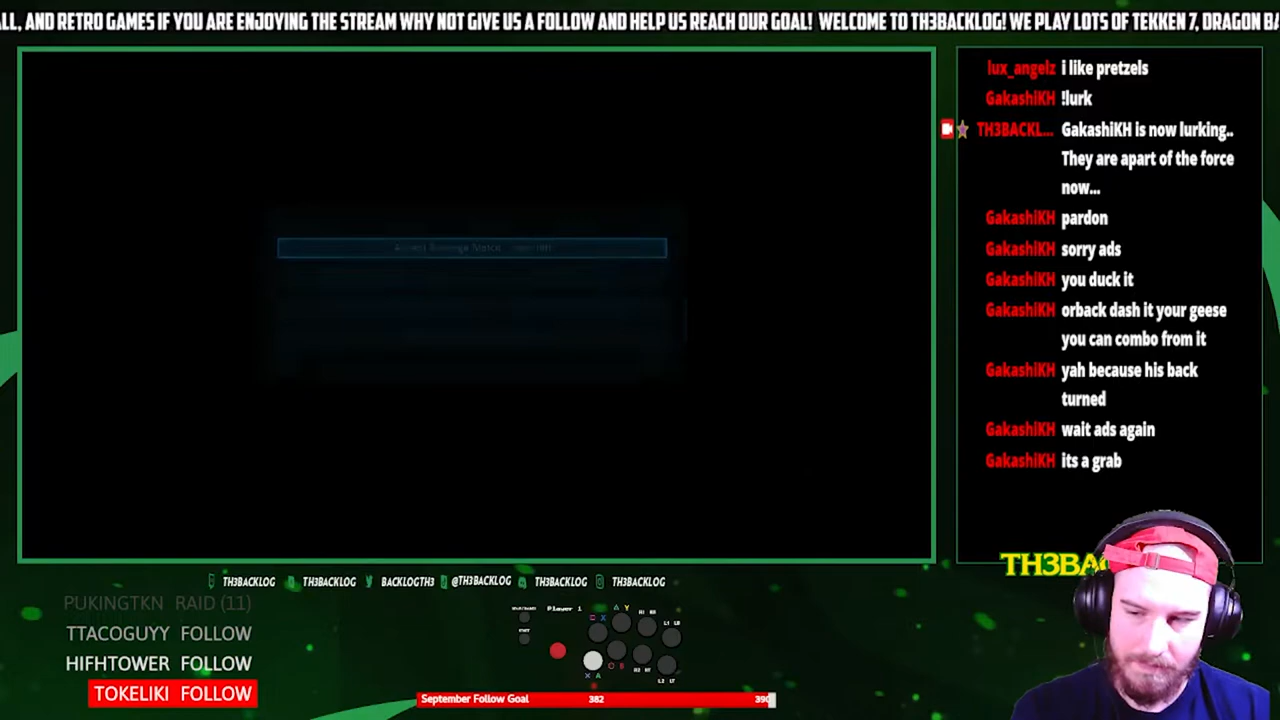 ALL, AND RETRO GAMES IF YOU ARE ENJOYING THE STREAM WHY NOT GIVE US A FOLLOW AND HELP US REACH OUR GOAL! WELCOME TO TH3BACKLOG! WE PLAY LOTS OF TEKKEN 7, DRAGON BA
lux_angelz i like pretzels
GakashiKH !lurk
TH3BACKL... GakashiKH is now lurking..
They are apart of the force
now...
GakashiKH pardon
GakashiKH sorry ads
GakashiKH you duck it
GakashiKH orback dash it your geese
you can combo from it
GakashiKH yah because his back
turned
GakashiKH wait ads again
GakashiKH its a grab
TH3BA
TH3BACKLOG TH3BACKLOG BACKLOGTH3 @TH3BACKLOG TH3BACKLOG TH3BACKLOG
PUKINGTKN RAID (11)
TTACOGUYY FOLLOW
HIFHTOWER FOLLOW
TOKELIKI FOLLOW
Player 1
September Follow Goal 382 390